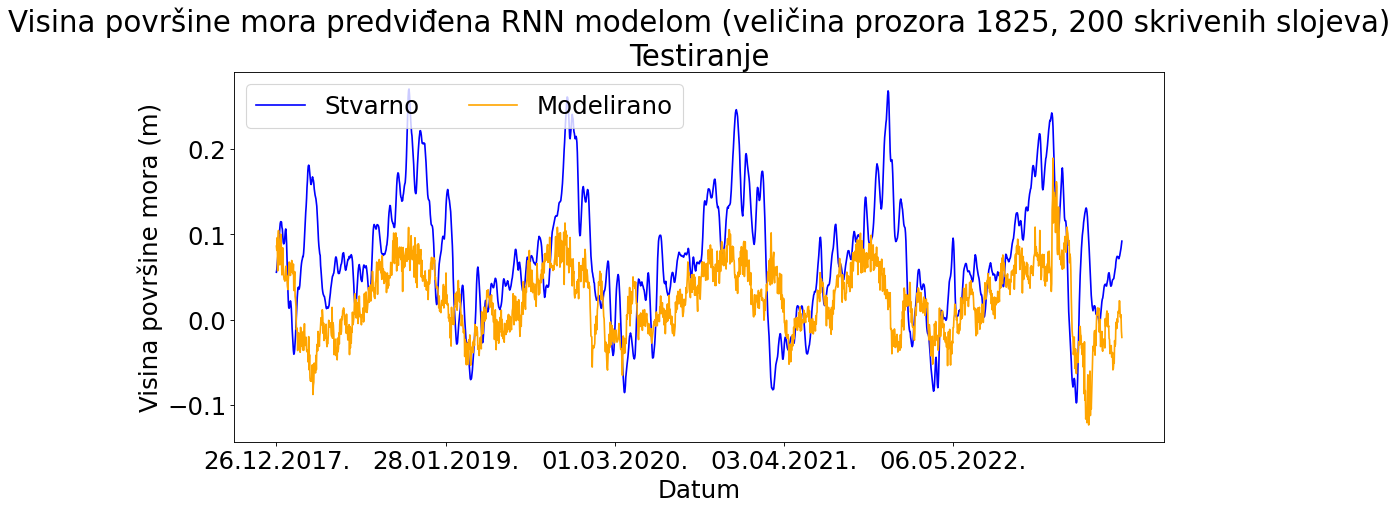 Visina površine mora predviđena RNN modelom (veličina prozora 1825, 200 skrivenih slojeva)
Testiranje
Stvarno Modelirano
Visina površine mora (m)
0.2
0.1
0.0
−0.1
26.12.2017. 28.01.2019. 01.03.2020. 03.04.2021. 06.05.2022.
Datum